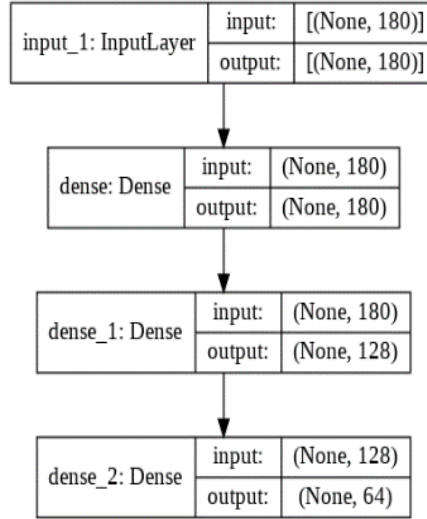 input_1: InputLayer
input: [(None, 180)]
output: [(None, 180)]
dense: Dense
input: (None, 180)
output: (None, 180)
dense_1: Dense
input: (None, 180)
output: (None, 128)
dense_2: Dense
input: (None, 128)
output: (None, 64)